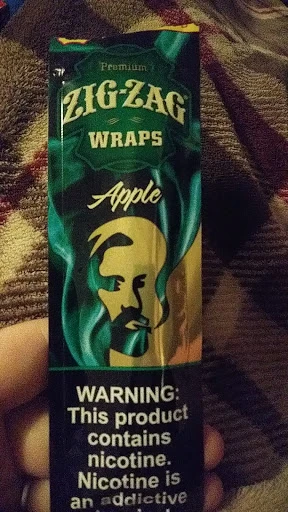 Premium
ZIG-ZAG
WRAPS
Apple
WARNING:
This product
contains
nicotine.
Nicotine is
an addictive